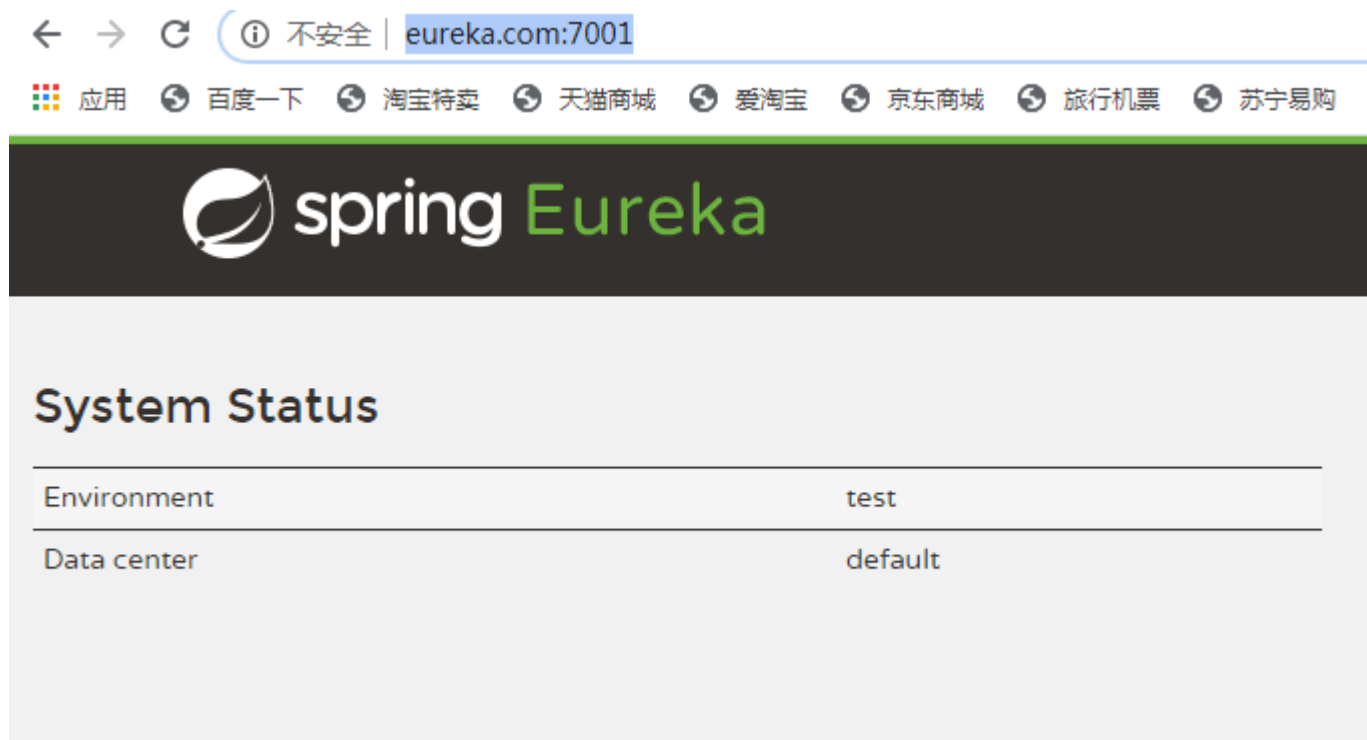 不安全 | eureka.com:7001
应用 百度一下 淘宝特卖 天猫商城 爱淘宝 京东商城 旅行机票 苏宁易购
spring Eureka
System Status
Environment test
Data center default